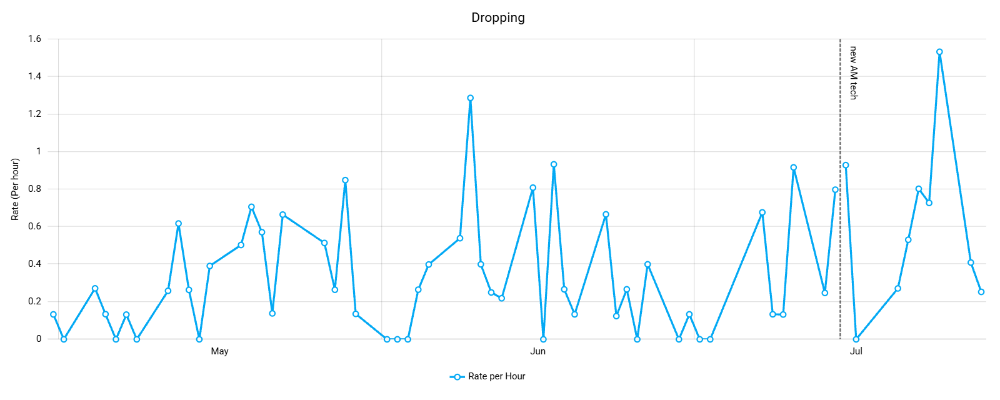 Dropping
1.6
1.4
1.2
1
0.8
0.6
0.4
0.2
0
Rate (Per hour)
new AM tech
May
Jun
Jul
Rate per Hour